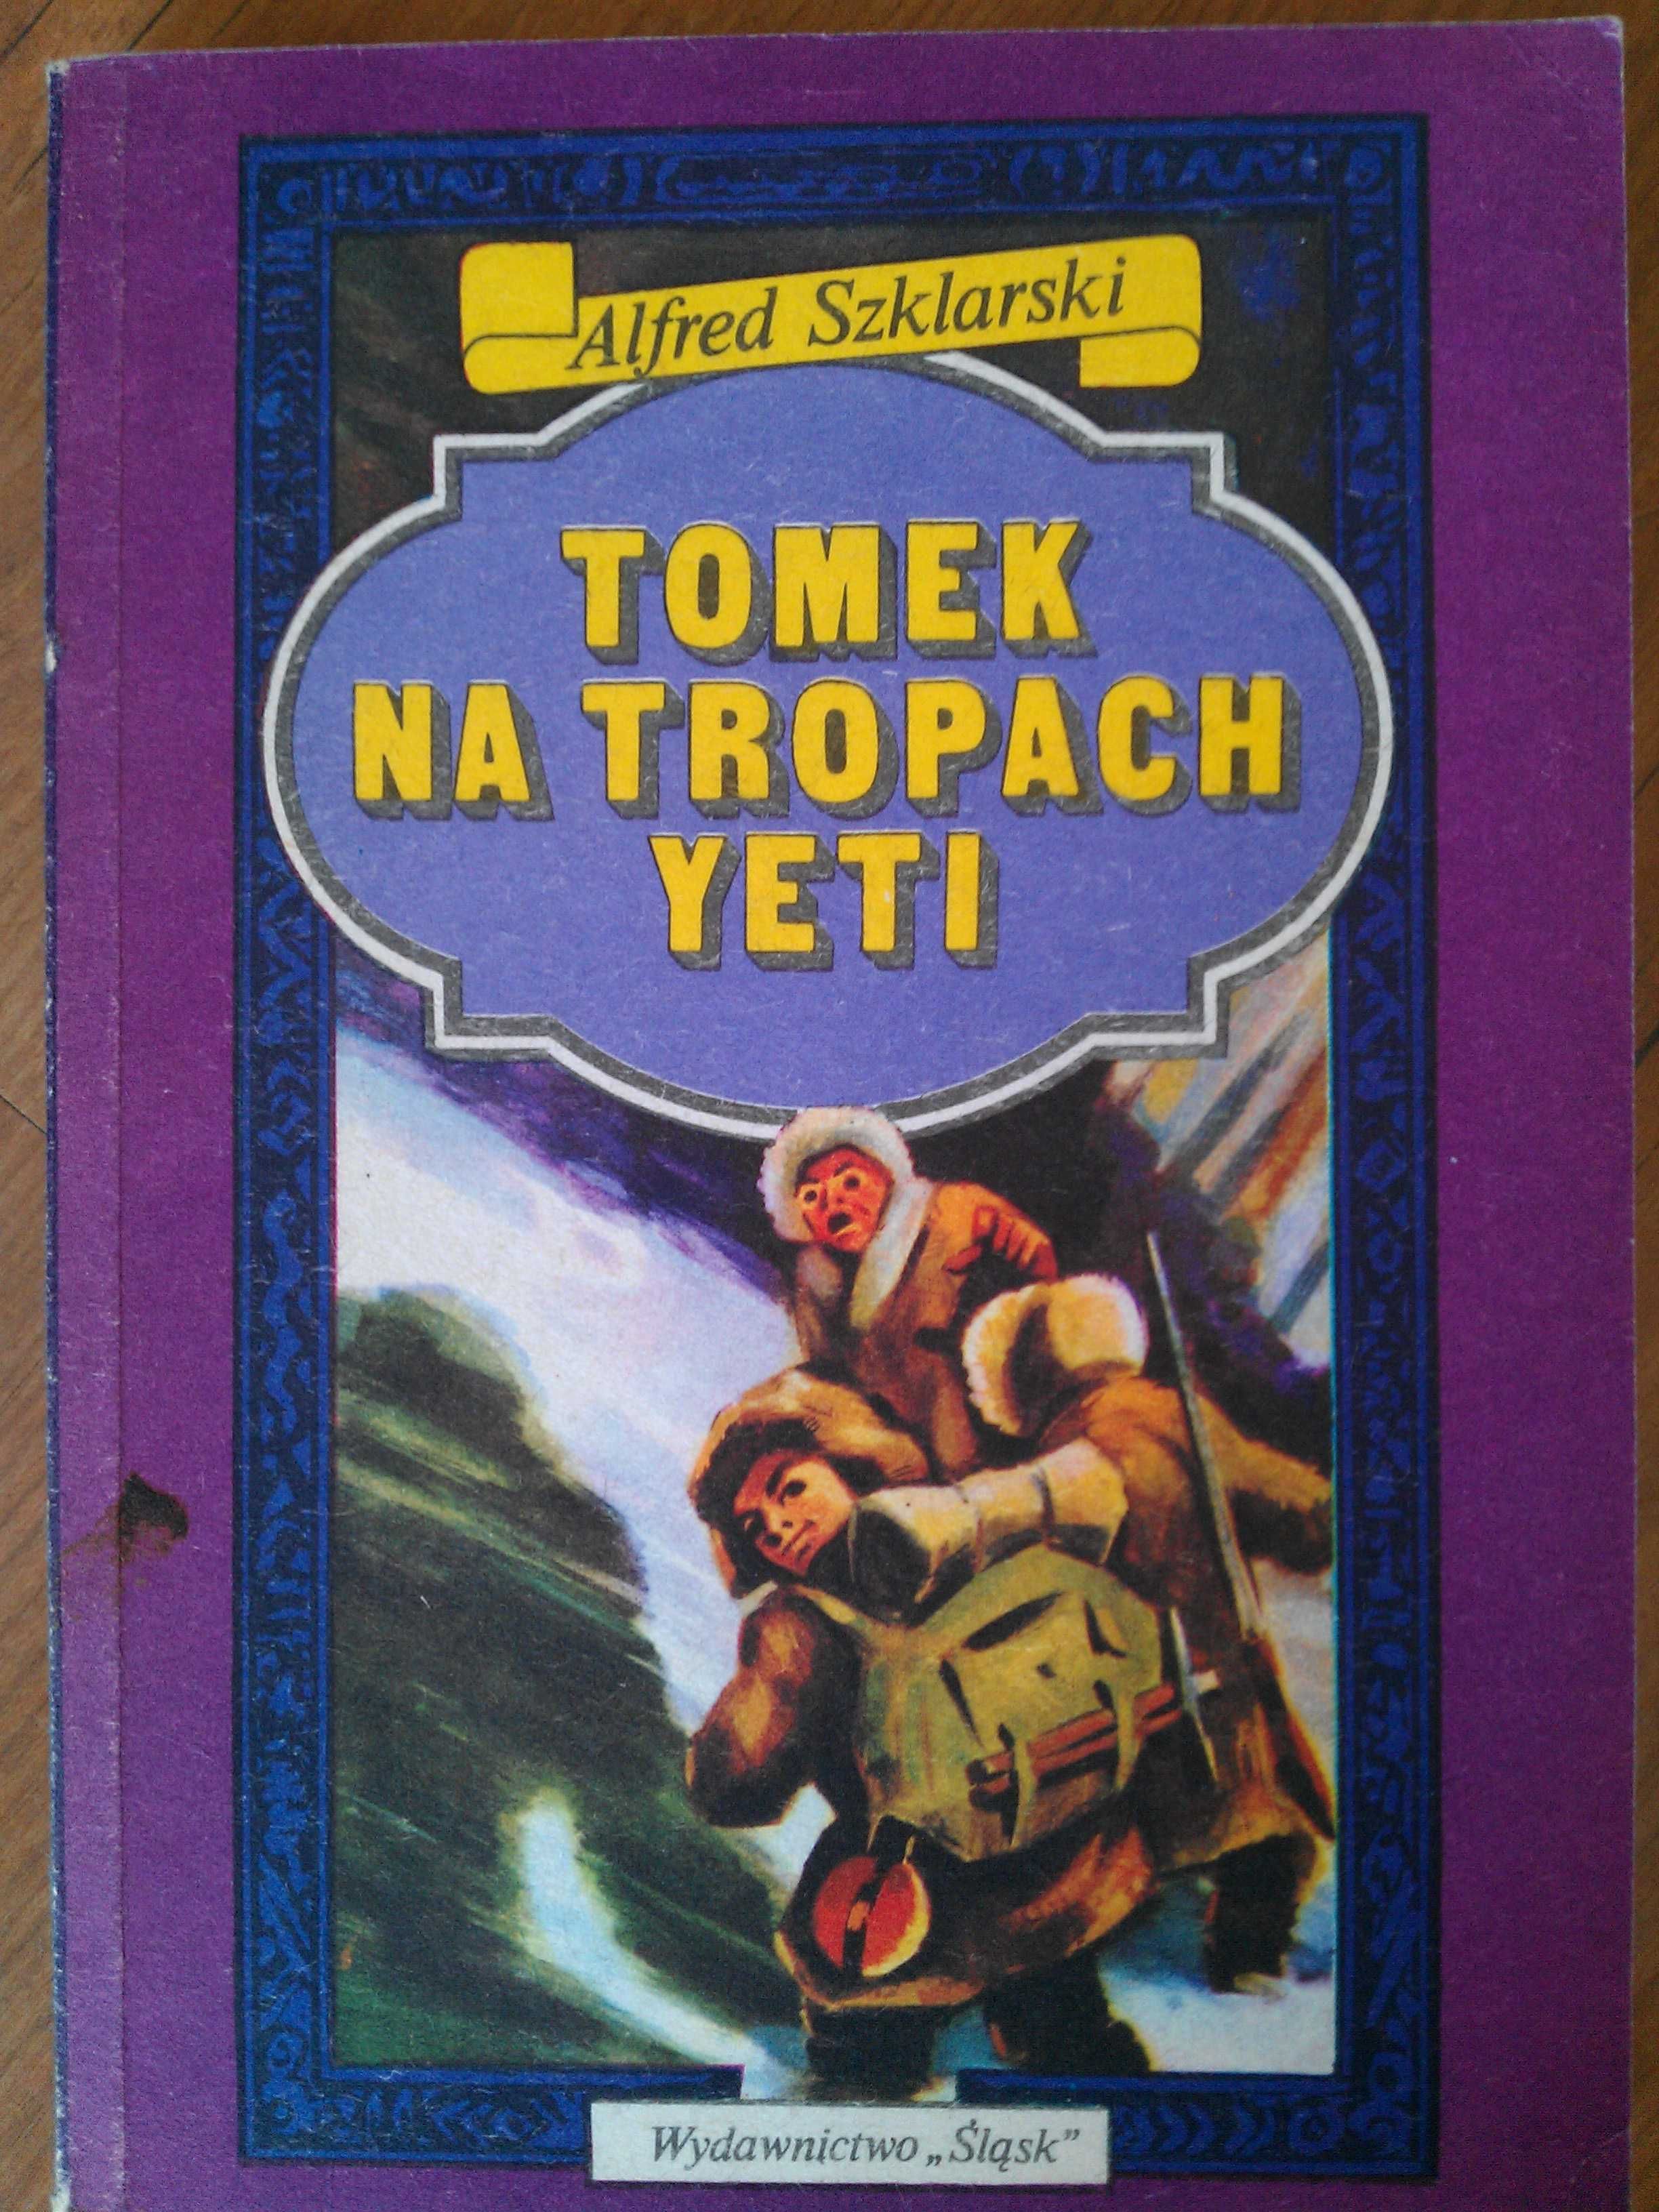 Alfred Szklarski
TOMEK
NA TROPACH
YETI
Wydawnictwo „Śląsk”